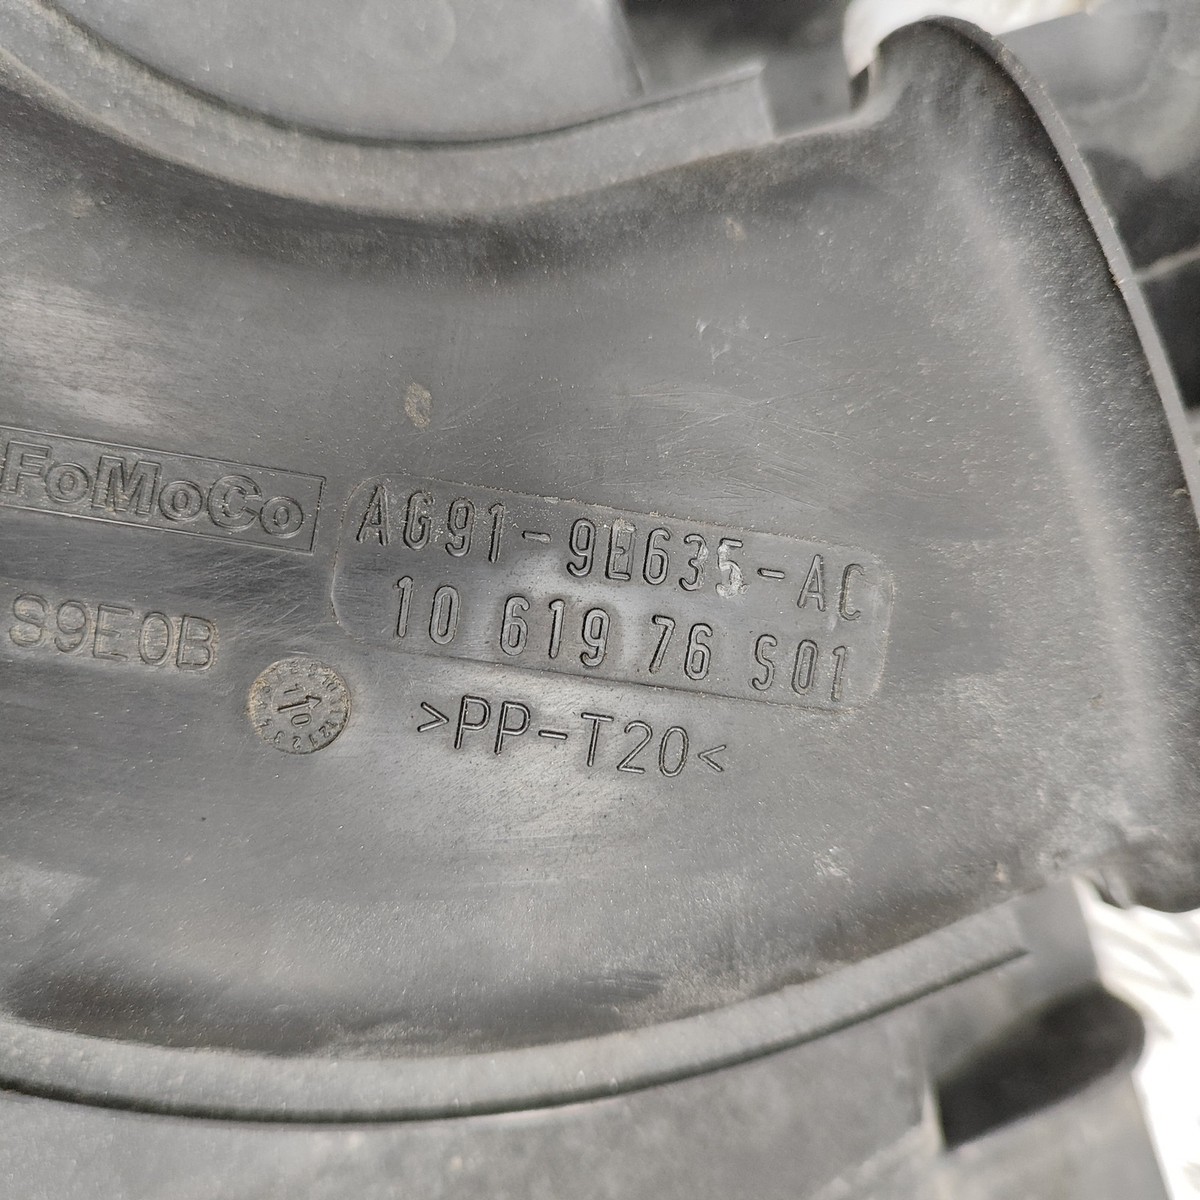 FoMoCo
AG91-9E635-AC
10 619 76 S01
S9E0B
>PP-T20<